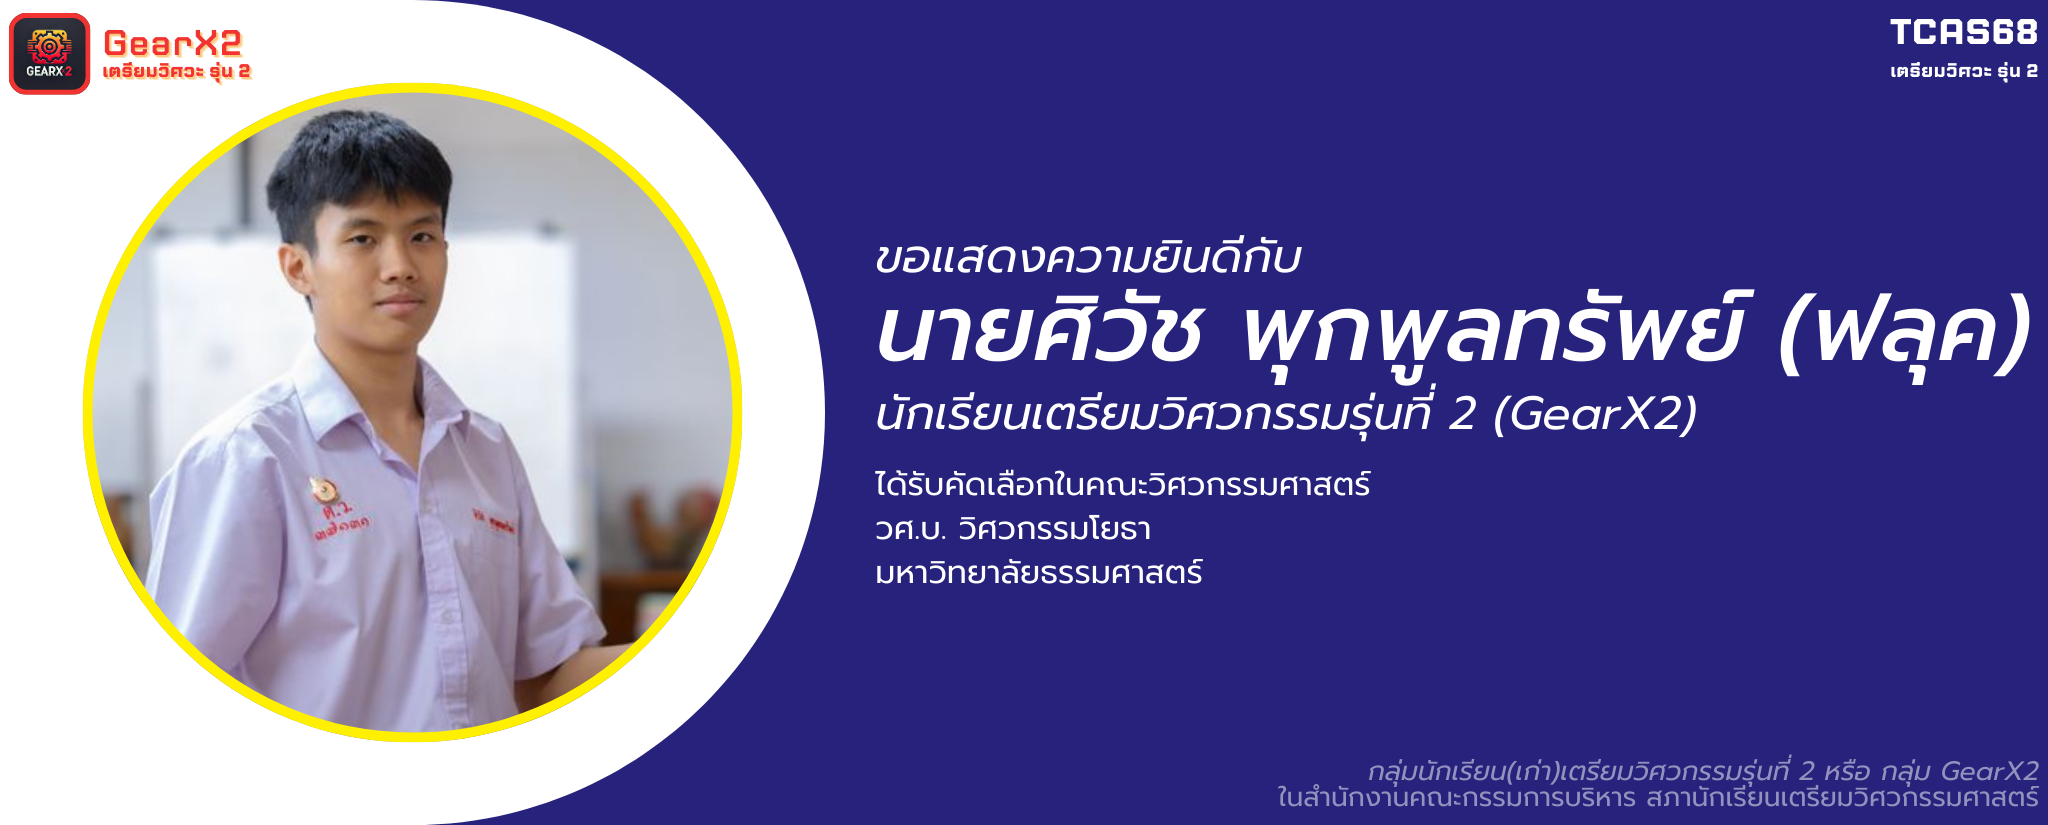 GEARX 2
GearX2
เตรียมวิศวะ รุ่น 2
TCAS68
เตรียมวิศวะ รุ่น 2
ขอแสดงความยินดีกับ
นายศิวัช พุกพูลทรัพย์ (ฟลุค)
นักเรียนเตรียมวิศวกรรมรุ่นที่ 2 (GearX2)
ได้รับคัดเลือกในคณะวิศวกรรมศาสตร์
วศ.บ. วิศวกรรมโยธา
มหาวิทยาลัยธรรมศาสตร์
ต.ว.
กลุ่มนักเรียน(เก่า)เตรียมวิศวกรรมรุ่นที่ 2 หรือ กลุ่ม GearX2
ในสำนักงานคณะกรรมการบริหาร สภานักเรียนเตรียมวิศวกรรมศาสตร์